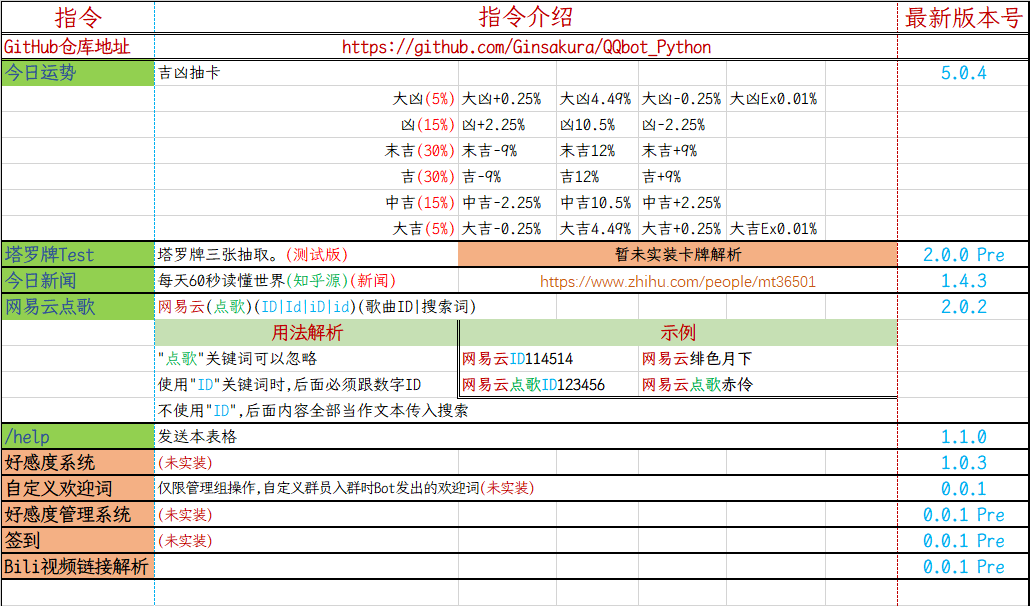 指令 指令介绍 最新版本号
GitHub仓库地址 https://github.com/Ginsakura/QQbot_Python
今日运势 吉凶抽卡 5.0.4
大凶(5%) 大凶+0.25% 大凶4.49% 大凶-0.25% 大凶Ex0.01%
凶(15%) 凶+2.25% 凶10.5% 凶-2.25%
末吉(30%) 末吉-9% 末吉12% 末吉+9%
吉(30%) 吉-9% 吉12% 吉+9%
中吉(15%) 中吉-2.25% 中吉10.5% 中吉+2.25%
大吉(5%) 大吉-0.25% 大吉4.49% 大吉+0.25% 大吉Ex0.01%
塔罗牌Test 塔罗牌三张抽取。(测试版) 暂未实装卡牌解析 2.0.0 Pre
今日新闻 每天60秒读懂世界(知乎源)(新闻) https://www.zhihu.com/people/mt36501 1.4.3
网易云点歌 网易云(点歌)(ID|Id|iD|id)(歌曲ID|搜索词) 2.0.2
用法解析 示例
"点歌"关键词可以忽略 网易云ID114514 网易云绯色月下
使用"ID"关键词时,后面必须跟数字ID 网易云点歌ID123456 网易云点歌赤伶
不使用"ID",后面内容全部当作文本传入搜索
/help 发送本表格 1.1.0
好感度系统 (未实装) 1.0.3
自定义欢迎词 仅限管理组操作,自定义群员入群时Bot发出的欢迎词(未实装) 0.0.1
好感度管理系统 (未实装) 0.0.1 Pre
签到 (未实装) 0.0.1 Pre
Bili视频链接解析 0.0.1 Pre